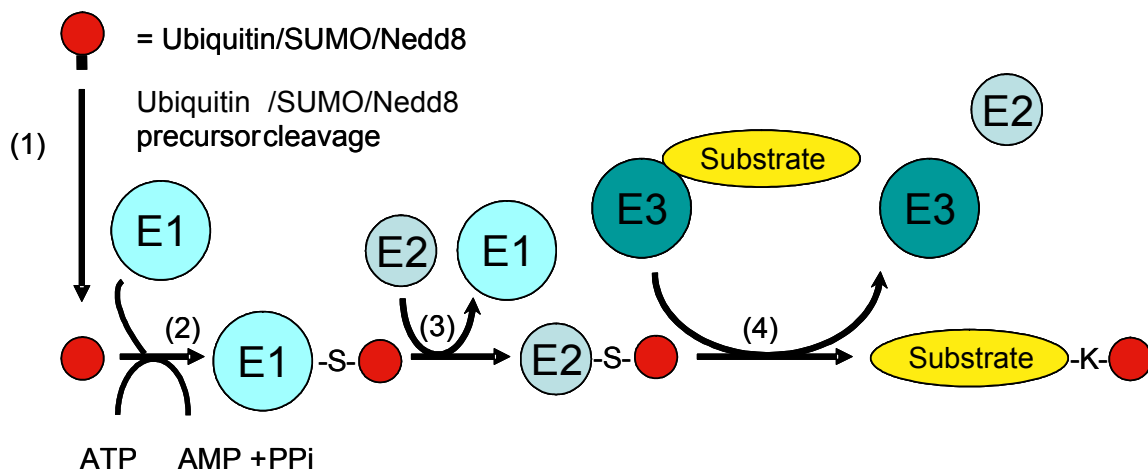 = Ubiquitin/SUMO/Nedd8
Ubiquitin /SUMO/Nedd8
precursor cleavage
(1)
E2
Substrate
E3
E3
E1
E2
E1
(2)
(3)
(4)
E1 -S-
E2 -S-
Substrate -K-
ATP
AMP +PPi